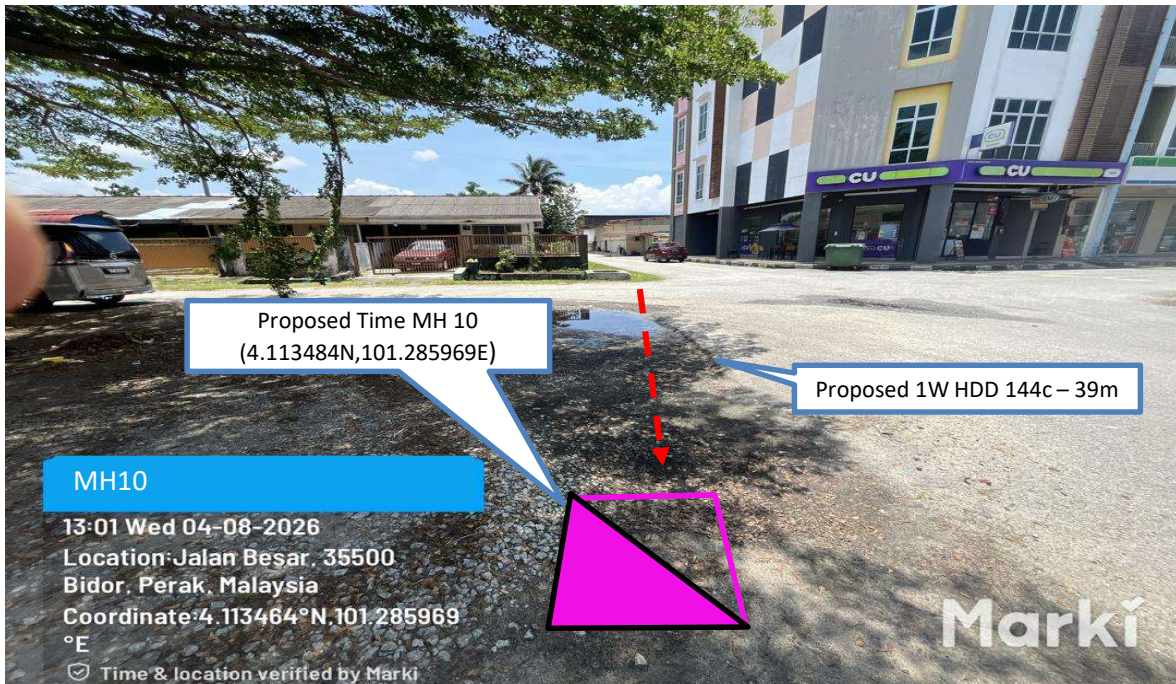 CU
CU
CU
Proposed Time MH 10
(4.113484N,101.285969E)
Proposed 1W HDD 144c – 39m
MH10
13:01 Wed 04-08-2026
Location:Jalan Besar, 35500
Bidor, Perak, Malaysia
Coordinate:4.113464°N,101.285969
°E
Time & location verified by Marki
Marki